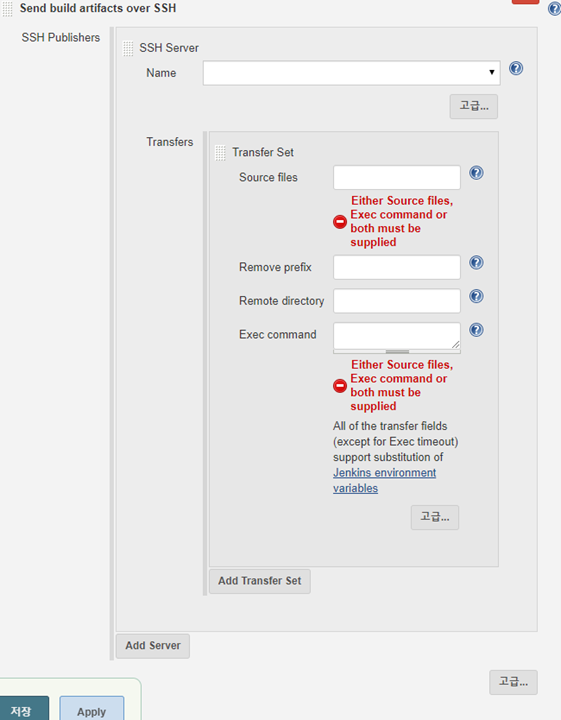 Send build artifacts over SSH
SSH Publishers
SSH Server
Name
고급...
Transfers
Transfer Set
Source files
Either Source files,
Exec command or
both must be
supplied
Remove prefix
Remote directory
Exec command
Either Source files,
Exec command or
both must be
supplied
All of the transfer fields
(except for Exec timeout)
support substitution of
Jenkins environment
variables
고급...
Add Transfer Set
Add Server
고급...
저장
Apply